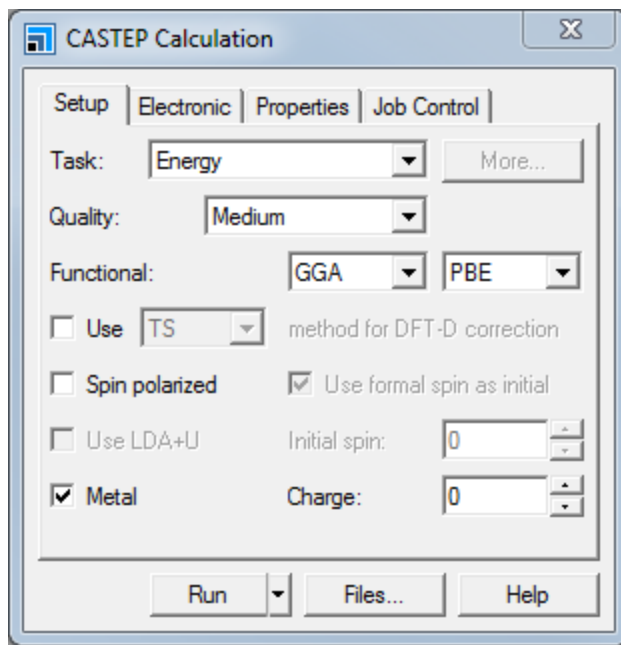 CASTEP Calculation
Setup Electronic Properties Job Control
Task: Energy More...
Quality: Medium
Functional: GGA PBE
Use TS method for DFT-D correction
Spin polarized Use formal spin as initial
Use LDA+U Initial spin: 0
Metal Charge: 0
Run Files... Help